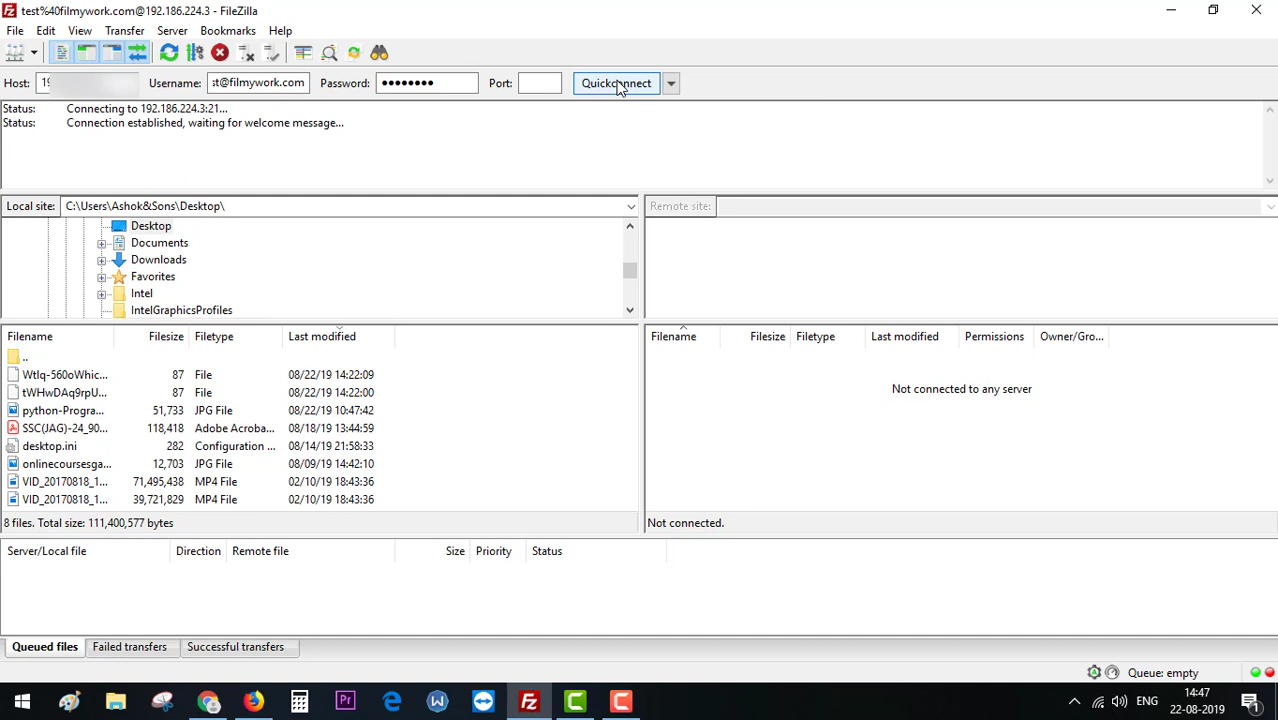 test%40filmywork.com@192.186.224.3 - FileZilla
File Edit View Transfer Server Bookmarks Help
Host: 19 Username: st@filmywork.com Password: ●●●●●●●● Port: Quickconnect
Status: Connecting to 192.186.224.3:21...
Status: Connection established, waiting for welcome message...
Local site: C:\Users\Ashok&Sons\Desktop\ Remote site:
Desktop
Documents
Downloads
Favorites
Intel
IntelGraphicsProfiles
Filename Filesize Filetype Last modified
..
Wtlq-560oWhic... 87 File 08/22/19 14:22:09
tWHwDAq9rpU... 87 File 08/22/19 14:22:00
python-Progra... 51,733 JPG File 08/22/19 10:47:42
SSC(JAG)-24_90... 118,418 Adobe Acroba... 08/18/19 13:44:59
desktop.ini 282 Configuration ... 08/14/19 21:58:33
onlinecoursesga... 12,703 JPG File 08/09/19 14:42:10
VID_20170818_1... 71,495,438 MP4 File 02/10/19 18:43:36
VID_20170818_1... 39,721,829 MP4 File 02/10/19 18:43:36
8 files. Total size: 111,400,577 bytes
Filename Filesize Filetype Last modified Permissions Owner/Gro...
Not connected to any server
Not connected.
Server/Local file Direction Remote file Size Priority Status
Queued files Failed transfers Successful transfers
Queue: empty
ENG 14:47
22-08-2019